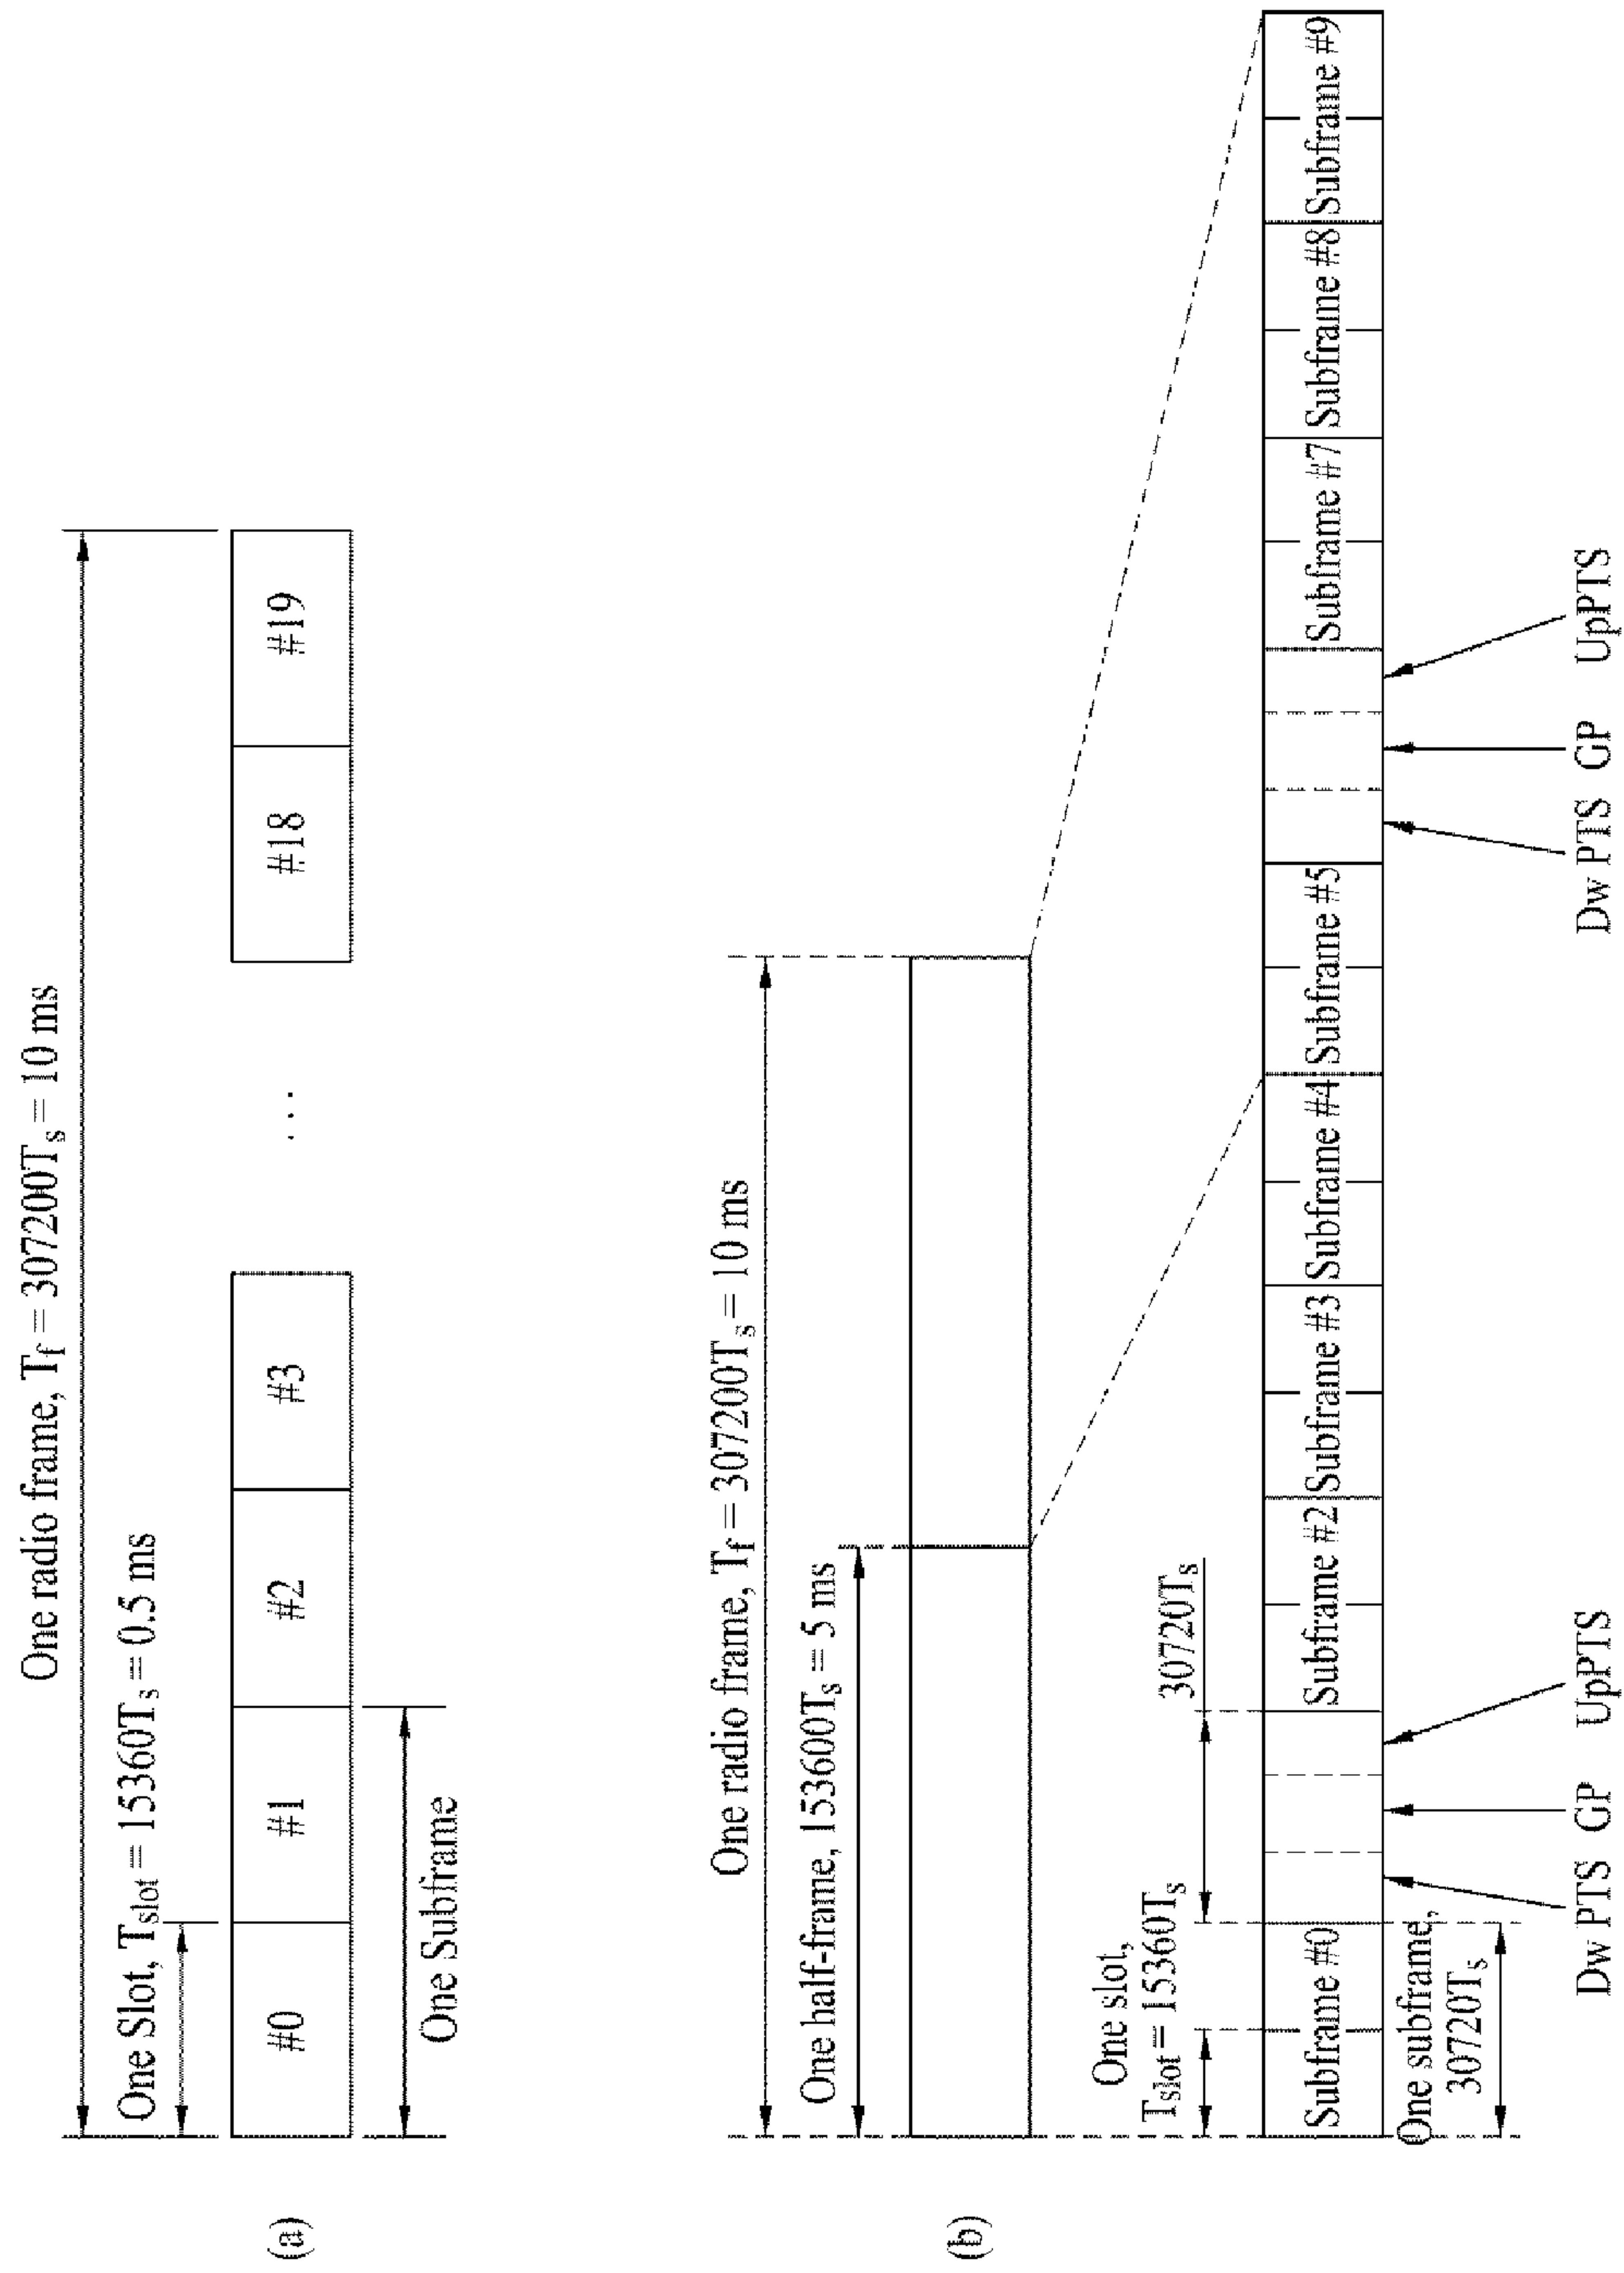 (a)
One radio frame, Tf = 307200Ts = 10 ms
One Slot, Tslot = 15360Ts = 0.5 ms
#0 #1 #2 #3 ... #18 #19
One Subframe
(b)
One radio frame, Tf = 307200Ts = 10 ms
One half-frame, 153600Ts = 5 ms
One slot,
Tslot = 15360Ts
30720Ts
Subframe #0 Subframe #2 Subframe #3 Subframe #4 Subframe #5 Subframe #7 Subframe #8 Subframe #9
One subframe,
30720Ts
Dw PTS GP UpPTS Dw PTS GP UpPTS